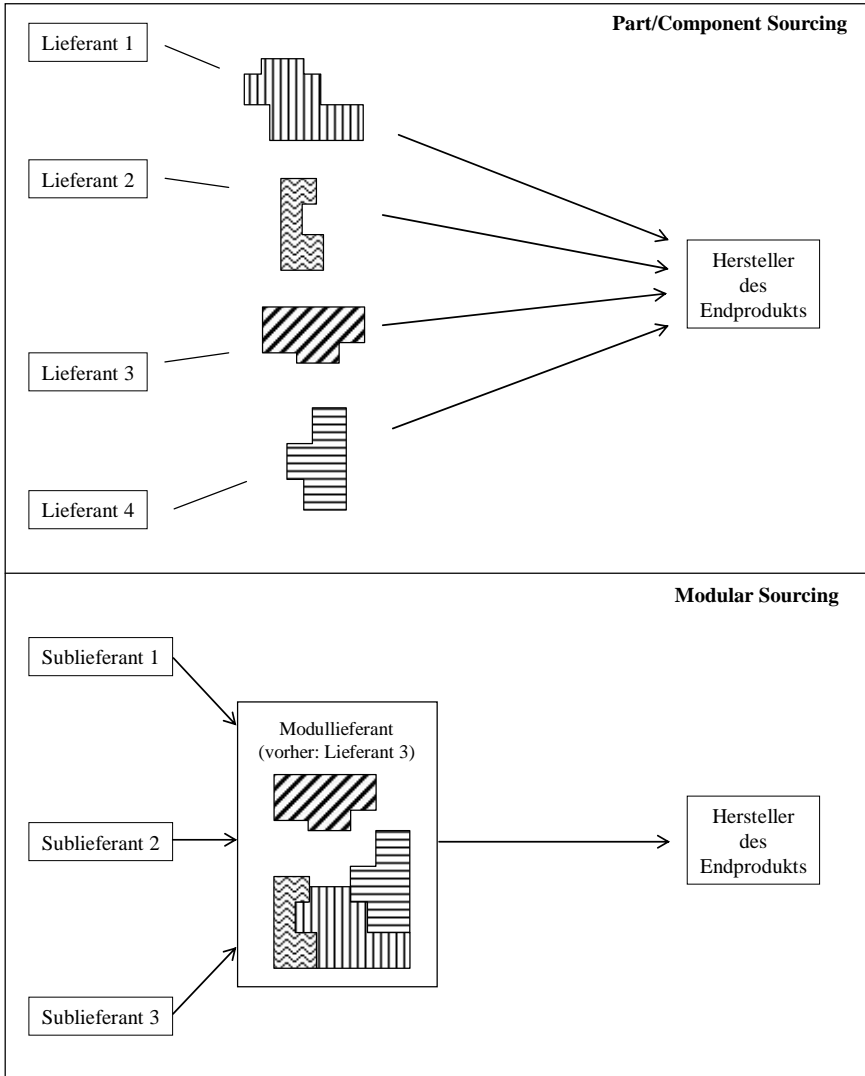 Part/Component Sourcing
Lieferant 1
Lieferant 2
Lieferant 3
Lieferant 4
Hersteller
des
Endprodukts
Modular Sourcing
Sublieferant 1
Sublieferant 2
Sublieferant 3
Modullieferant
(vorher: Lieferant 3)
Hersteller
des
Endprodukts